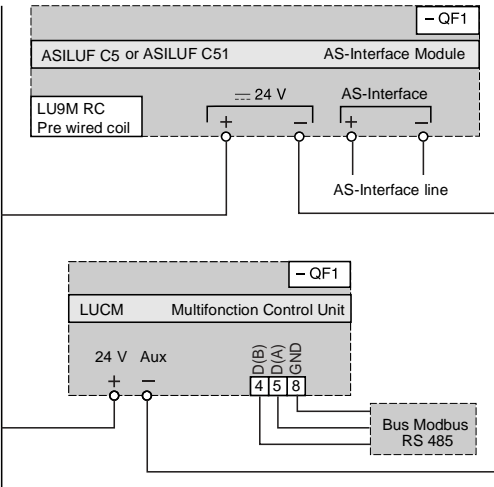 – QF1
ASILUF C5 or ASILUF C51 AS-Interface Module
24 V AS-Interface
LU9M RC
Pre wired coil
+ – + –
AS-Interface line
– QF1
LUCM Multifonction Control Unit
24 V Aux
D(B) D(A) GND
+ –
4 5 8
Bus Modbus
RS 485